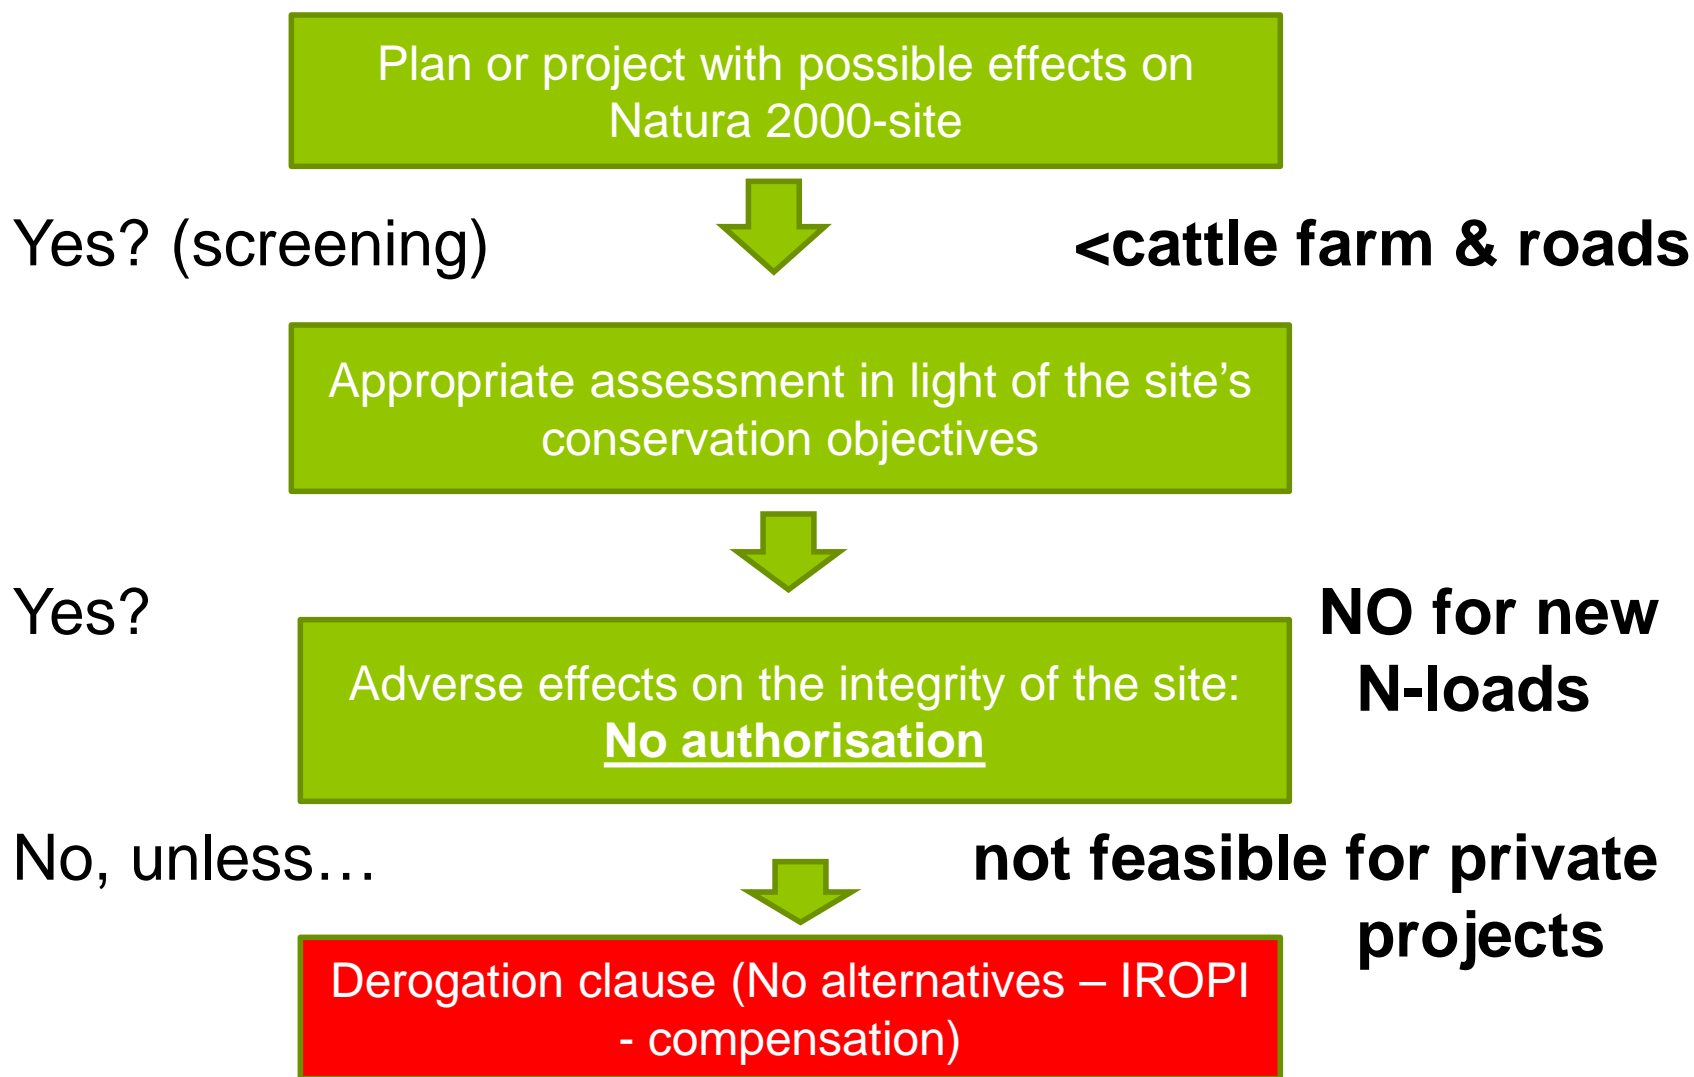 Plan or project with possible effects on
Natura 2000-site
Yes? (screening)
<cattle farm & roads
Appropriate assessment in light of the site’s
conservation objectives
Yes?
NO for new
N-loads
Adverse effects on the integrity of the site:
No authorisation
No, unless…
not feasible for private
projects
Derogation clause (No alternatives – IROPI
- compensation)